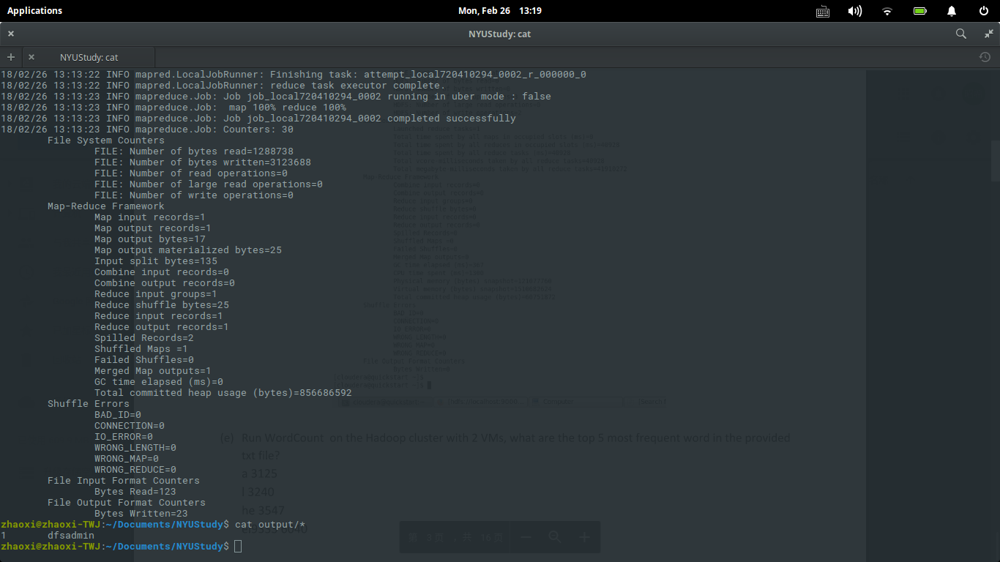 Applications
Mon, Feb 26 13:19
NYUStudy: cat
NYUStudy: cat
18/02/26 13:13:22 INFO mapred.LocalJobRunner: Finishing task: attempt_local720410294_0002_r_000000_0
18/02/26 13:13:22 INFO mapred.LocalJobRunner: reduce task executor complete.
18/02/26 13:13:23 INFO mapreduce.Job: Job job_local720410294_0002 running in uber mode : false
18/02/26 13:13:23 INFO mapreduce.Job:  map 100% reduce 100%
18/02/26 13:13:23 INFO mapreduce.Job: Job job_local720410294_0002 completed successfully
18/02/26 13:13:23 INFO mapreduce.Job: Counters: 30
File System Counters
FILE: Number of bytes read=1288738
FILE: Number of bytes written=3123688
FILE: Number of read operations=0
FILE: Number of large read operations=0
FILE: Number of write operations=0
Map-Reduce Framework
Map input records=1
Map output records=1
Map output bytes=17
Map output materialized bytes=25
Input split bytes=135
Combine input records=0
Combine output records=0
Reduce input groups=1
Reduce shuffle bytes=25
Reduce input records=1
Reduce output records=1
Spilled Records=2
Shuffled Maps =1
Failed Shuffles=0
Merged Map outputs=1
GC time elapsed (ms)=0
Total committed heap usage (bytes)=856686592
Shuffle Errors
BAD_ID=0
CONNECTION=0
IO_ERROR=0
WRONG_LENGTH=0
WRONG_MAP=0
WRONG_REDUCE=0
File Input Format Counters
Bytes Read=123
File Output Format Counters
Bytes Written=23
zhaoxi@zhaoxi-TWJ:~/Documents/NYUStudy$ cat output/*
1 dfsadmin
zhaoxi@zhaoxi-TWJ:~/Documents/NYUStudy$
(e) Run WordCount on the Hadoop cluster with 2 VMs, what are the top 5 most frequent word in the provided
txt file?
a 3125
I 3240
he 3547
第 2 页 , 共 16 页